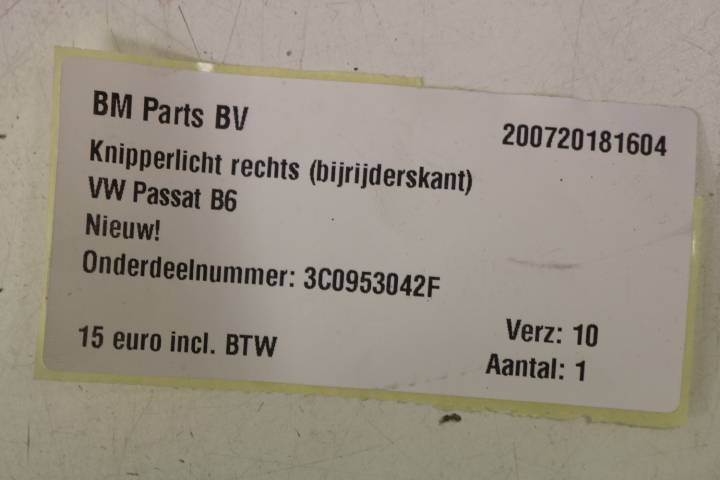 BM Parts BV
200720181604
Knipperlicht rechts (bijrijderskant)
VW Passat B6
Nieuw!
Onderdeelnummer: 3C0953042F
15 euro incl. BTW
Verz: 10
Aantal: 1